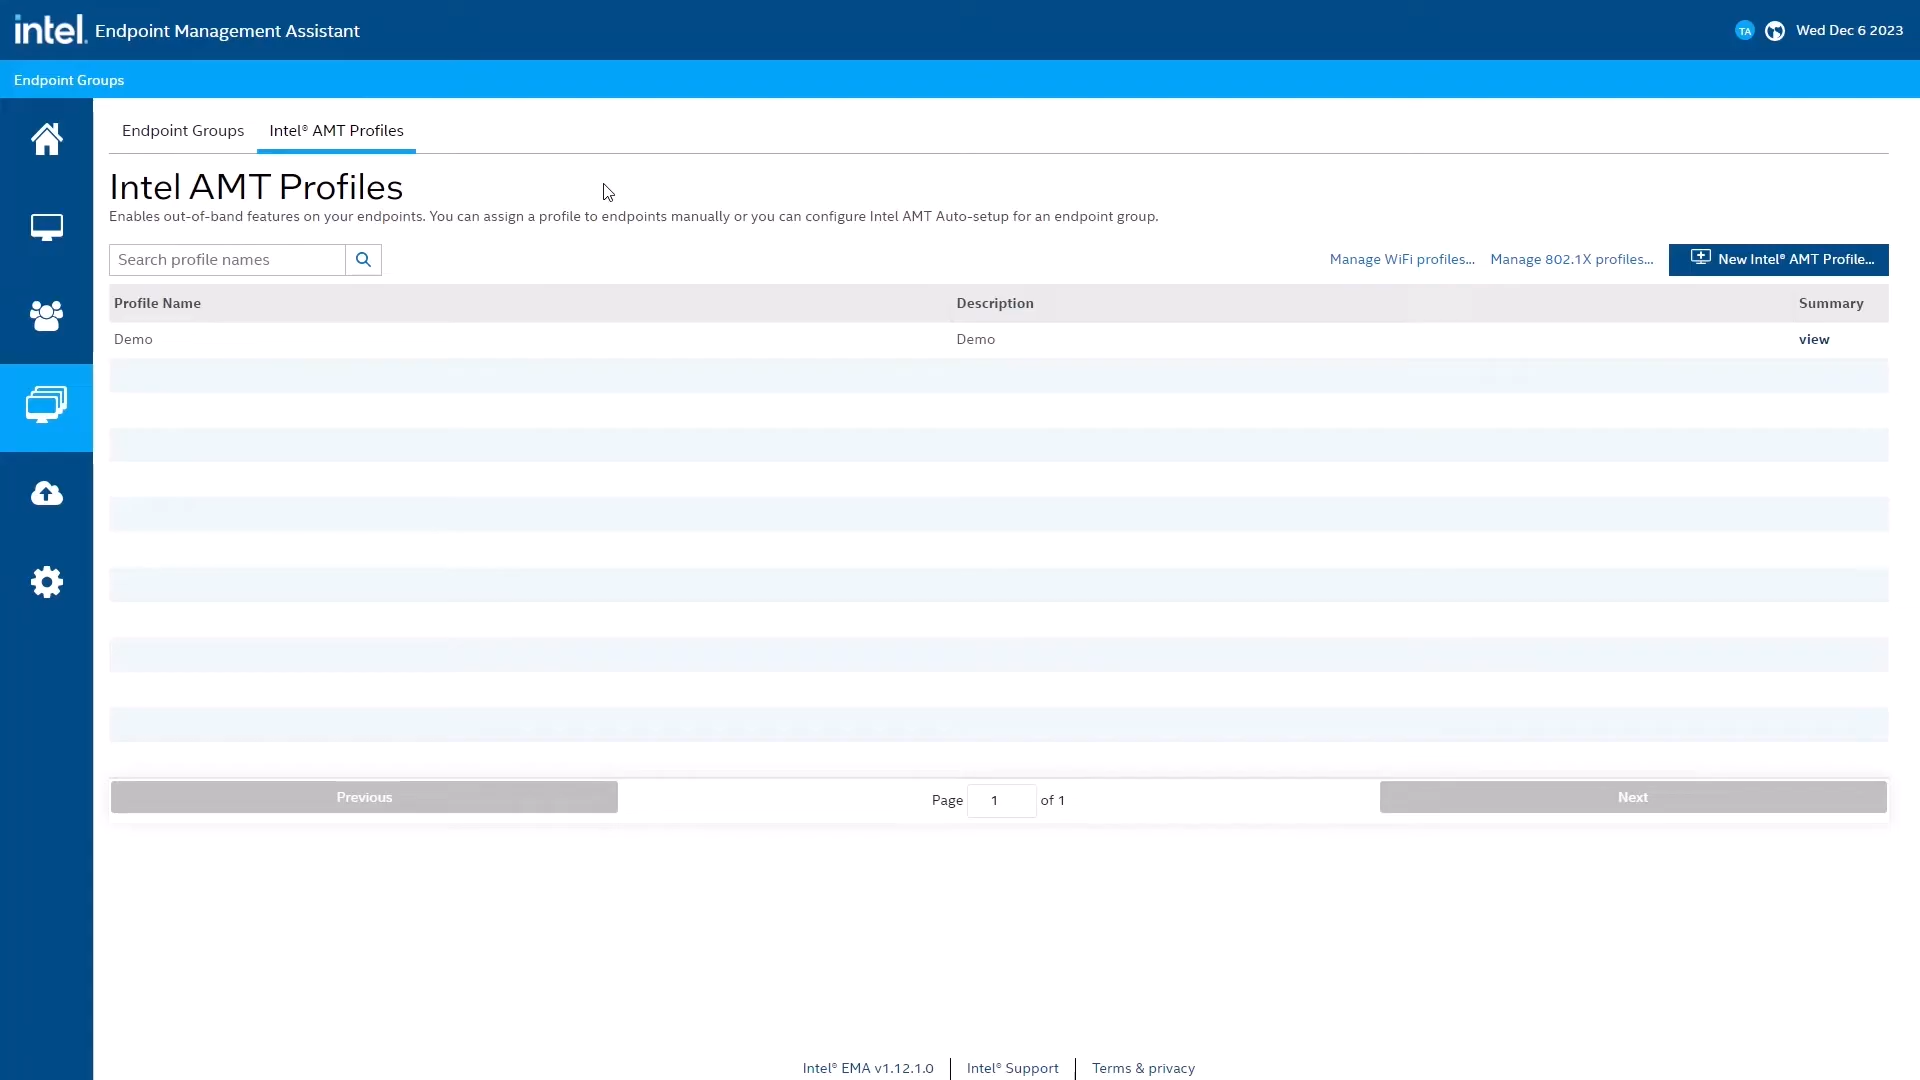 intel. Endpoint Management Assistant
TA Wed Dec 6 2023
Endpoint Groups
Endpoint Groups Intel® AMT Profiles
Intel AMT Profiles
Enables out-of-band features on your endpoints. You can assign a profile to endpoints manually or you can configure Intel AMT Auto-setup for an endpoint group.
Search profile names
Manage WiFi profiles... Manage 802.1X profiles... New Intel® AMT Profile...
Profile Name Description Summary
Demo Demo view
Previous Page 1 of 1 Next
Intel® EMA v1.12.1.0 Intel® Support Terms & privacy